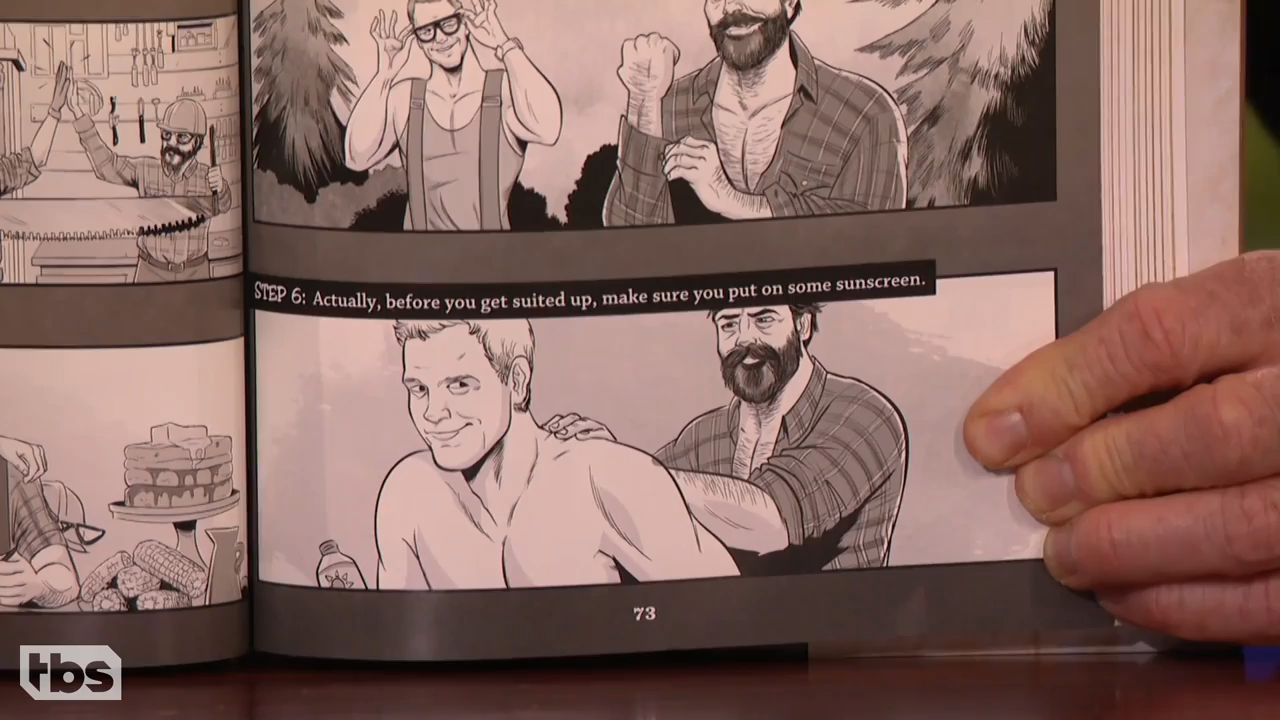 STEP 6: Actually, before you get suited up, make sure you put on some sunscreen.
73
tbs